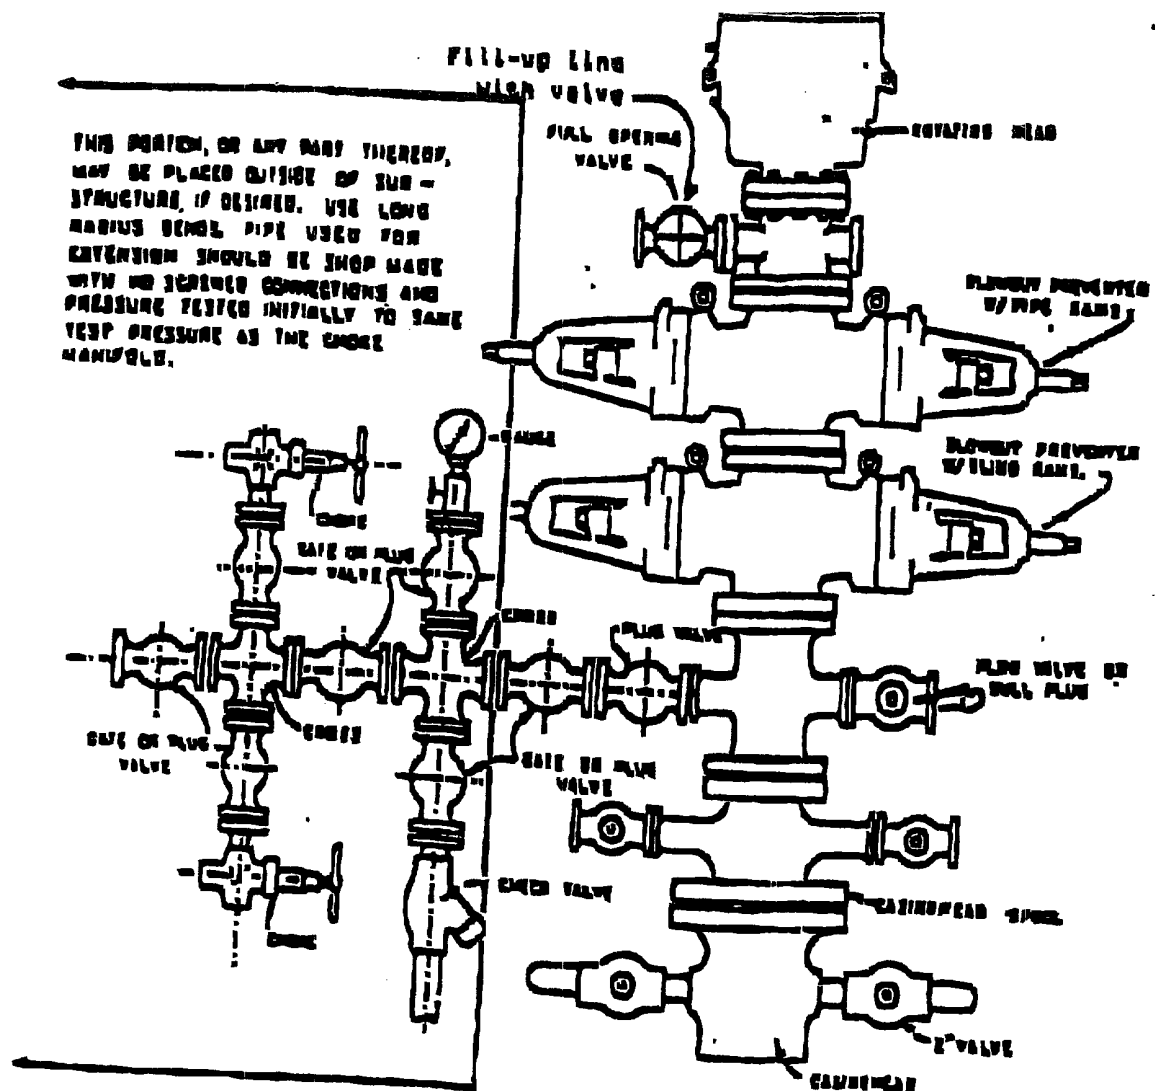 Fill-up Line
with valve
FULL OPENING
VALVE
ROTATING HEAD
THIS PORTION, OR ANY PART THEREOF,
MAY BE PLACED OUTSIDE OF SUB-
STRUCTURE, IF DESIRED. USE LONG
RADIUS BENDS. PIPE USED FOR
EXTENSION SHOULD BE SHOP MADE
WITH NO SCREWED CONNECTIONS AND
PRESSURE TESTED INITIALLY TO SAME
TEST PRESSURE AS THE CHOKE
MANIFOLD.
BLOWOUT PREVENTER
W/PIPE RAMS.
GAUGE
BLOWOUT PREVENTER
W/BLIND RAMS.
CHOKE
GATE OR PLUG
VALVE
CROSS
PLUG VALVE
PLUG VALVE OR
BULL PLUG
CROSS
GATE OR PLUG
VALVE
GATE OR PLUG
VALVE
CHECK VALVE
CASINGHEAD SPOOL
CHOKE
2" VALVE
CASINGHEAD